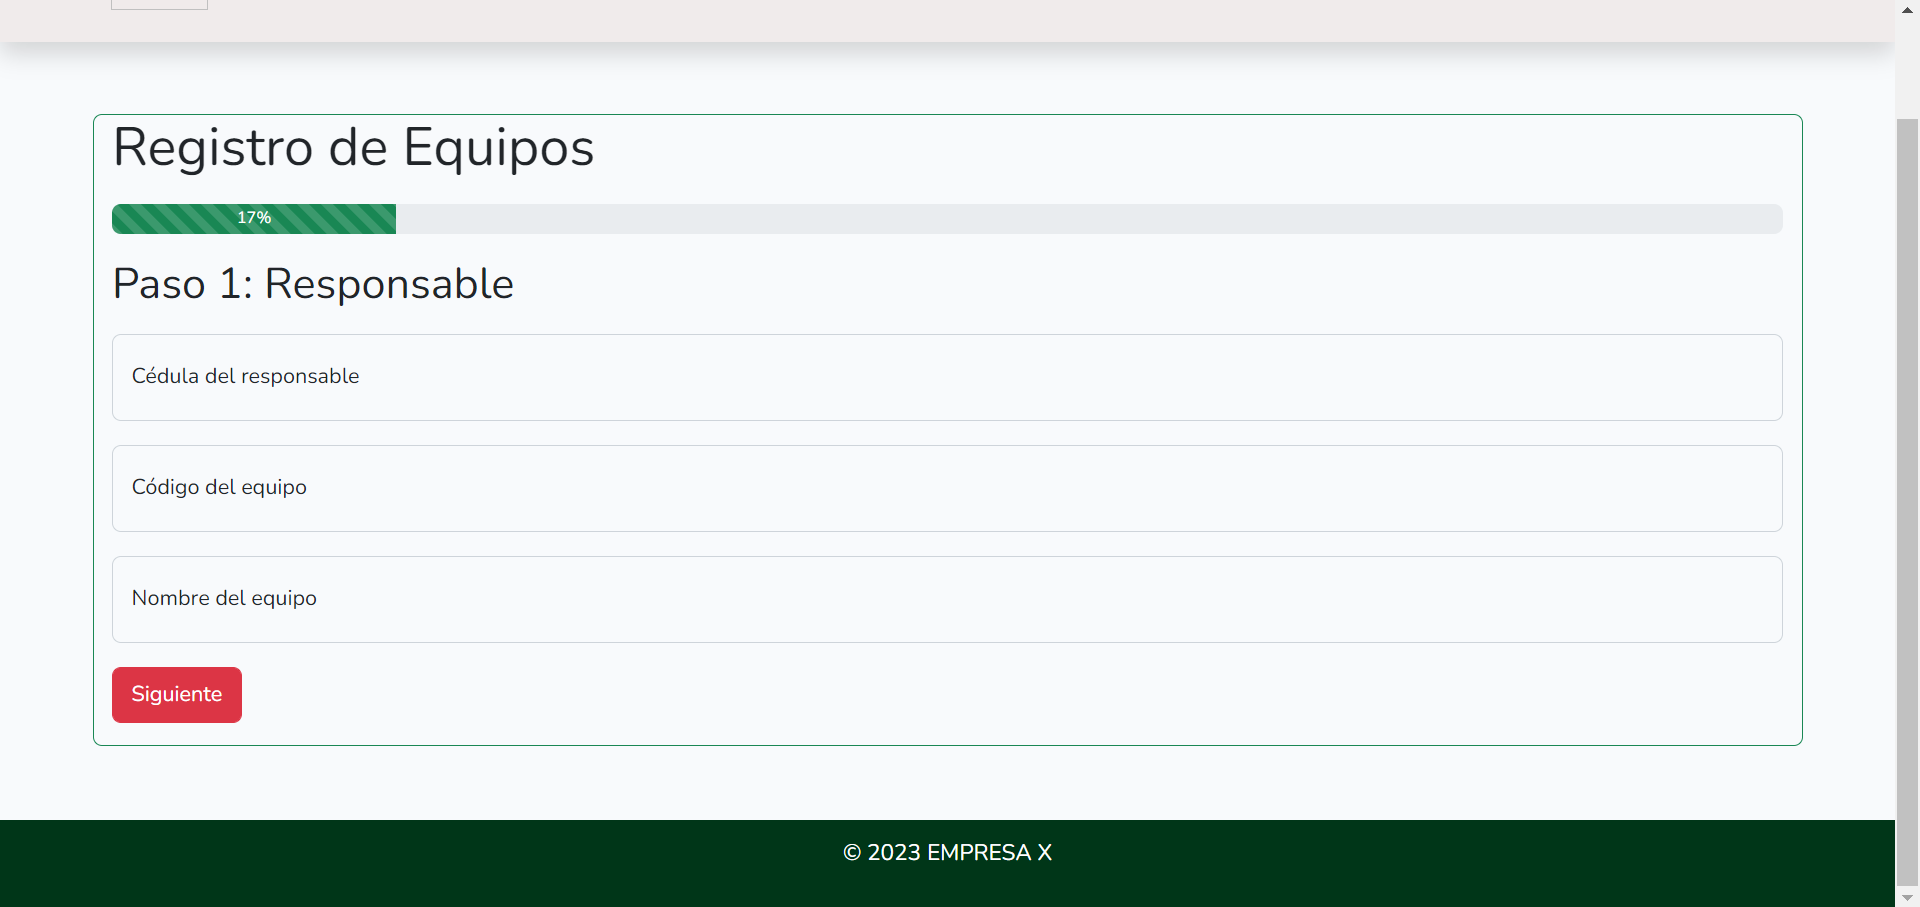 Registro de Equipos
17%
Paso 1: Responsable
Cédula del responsable
Código del equipo
Nombre del equipo
Siguiente
© 2023 EMPRESA X